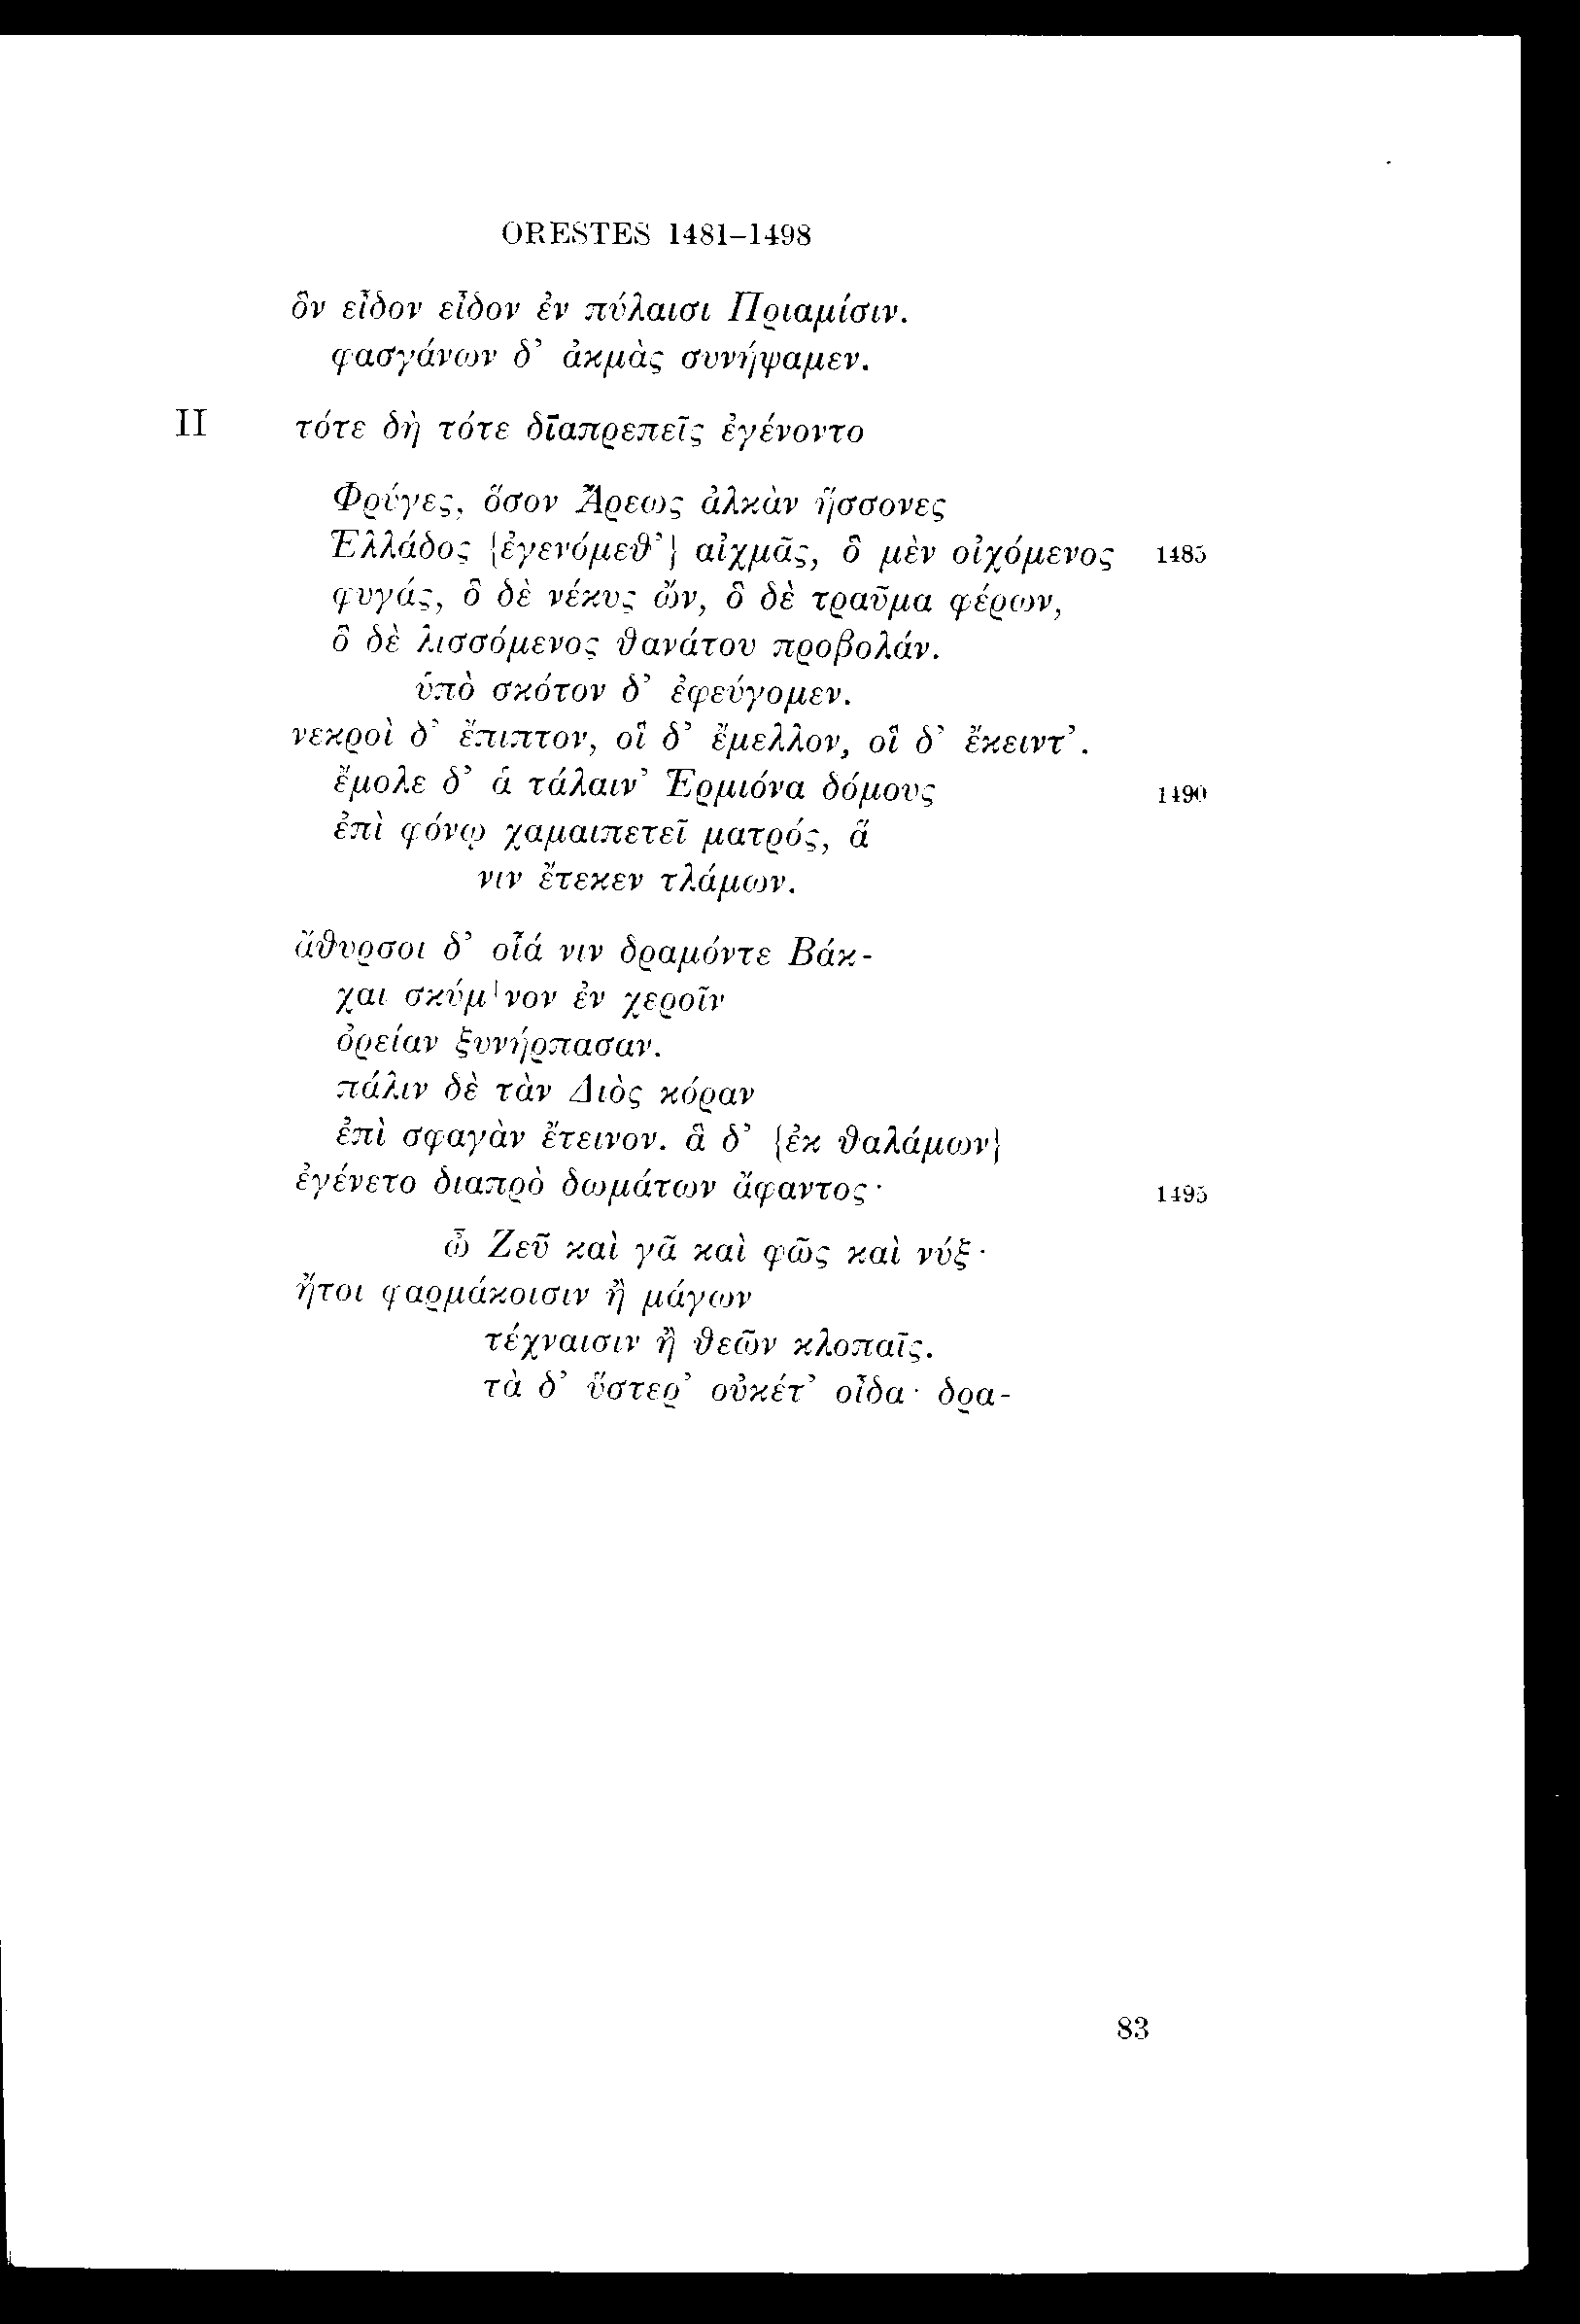 ORESTES 1481–1498
ὃν εἶδον εἶδον ἐν πύλαισι Πριαμίσιν.
φασγάνων δ’ ἀκμὰς συνήψαμεν.
II τότε δὴ τότε δῑαπρεπεῖς ἐγένοντο
Φρύγες, ὅσον Ἄρεως ἀλκὰν ἥσσονες
Ἑλλάδος {ἐγενόμεθ’} αἰχμᾶς, ὃ μὲν οἰχόμενος 1485
φυγάς, ὃ δὲ νέκυς ὤν, ὃ δὲ τραῦμα φέρων,
ὃ δὲ λισσόμενος θανάτου προβολάν.
ὑπὸ σκότον δ’ ἐφεύγομεν.
νεκροὶ δ’ ἔπιπτον, οἳ δ’ ἔμελλον, οἳ δ’ ἔκειντ’.
ἔμολε δ’ ἁ τάλαιν’ Ἑρμιόνα δόμους 1490
ἐπὶ φόνῳ χαμαιπετεῖ ματρός, ἅ
νιν ἔτεκεν τλάμων.
ἄθυρσοι δ’ οἷά νιν δραμόντε Βάκ-
χαι σκύμ|νον ἐν χεροῖν
ὀρείαν ξυνήρπασαν.
πάλιν δὲ τὰν Διὸς κόραν
ἐπὶ σφαγὰν ἔτεινον. ἃ δ’ {ἐκ θαλάμων}
ἐγένετο διαπρὸ δωμάτων ἄφαντος· 1495
ὦ Ζεῦ καὶ γᾶ καὶ φῶς καὶ νύξ·
ἤτοι φαρμάκοισιν ἢ μάγων
τέχναισιν ἢ θεῶν κλοπαῖς.
τὰ δ’ ὕστερ’ οὐκέτ’ οἶδα· δρα-
83